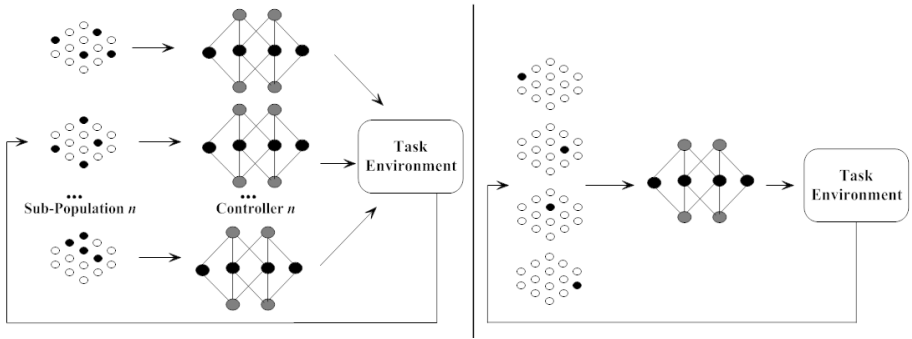 Task
Environment
•••
•••
Sub-Population n
Controller n
Task
Environment